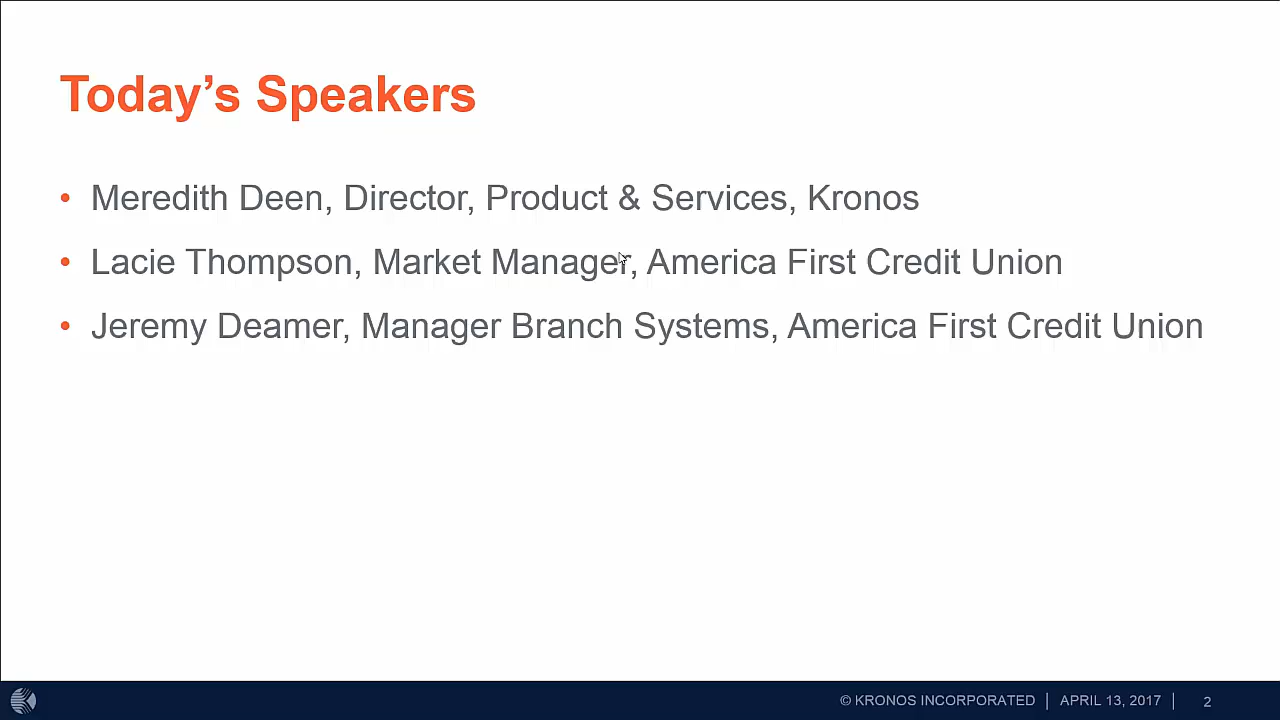 Today’s Speakers
• Meredith Deen, Director, Product & Services, Kronos
• Lacie Thompson, Market Manager, America First Credit Union
• Jeremy Deamer, Manager Branch Systems, America First Credit Union
© KRONOS INCORPORATED | APRIL 13, 2017 | 2